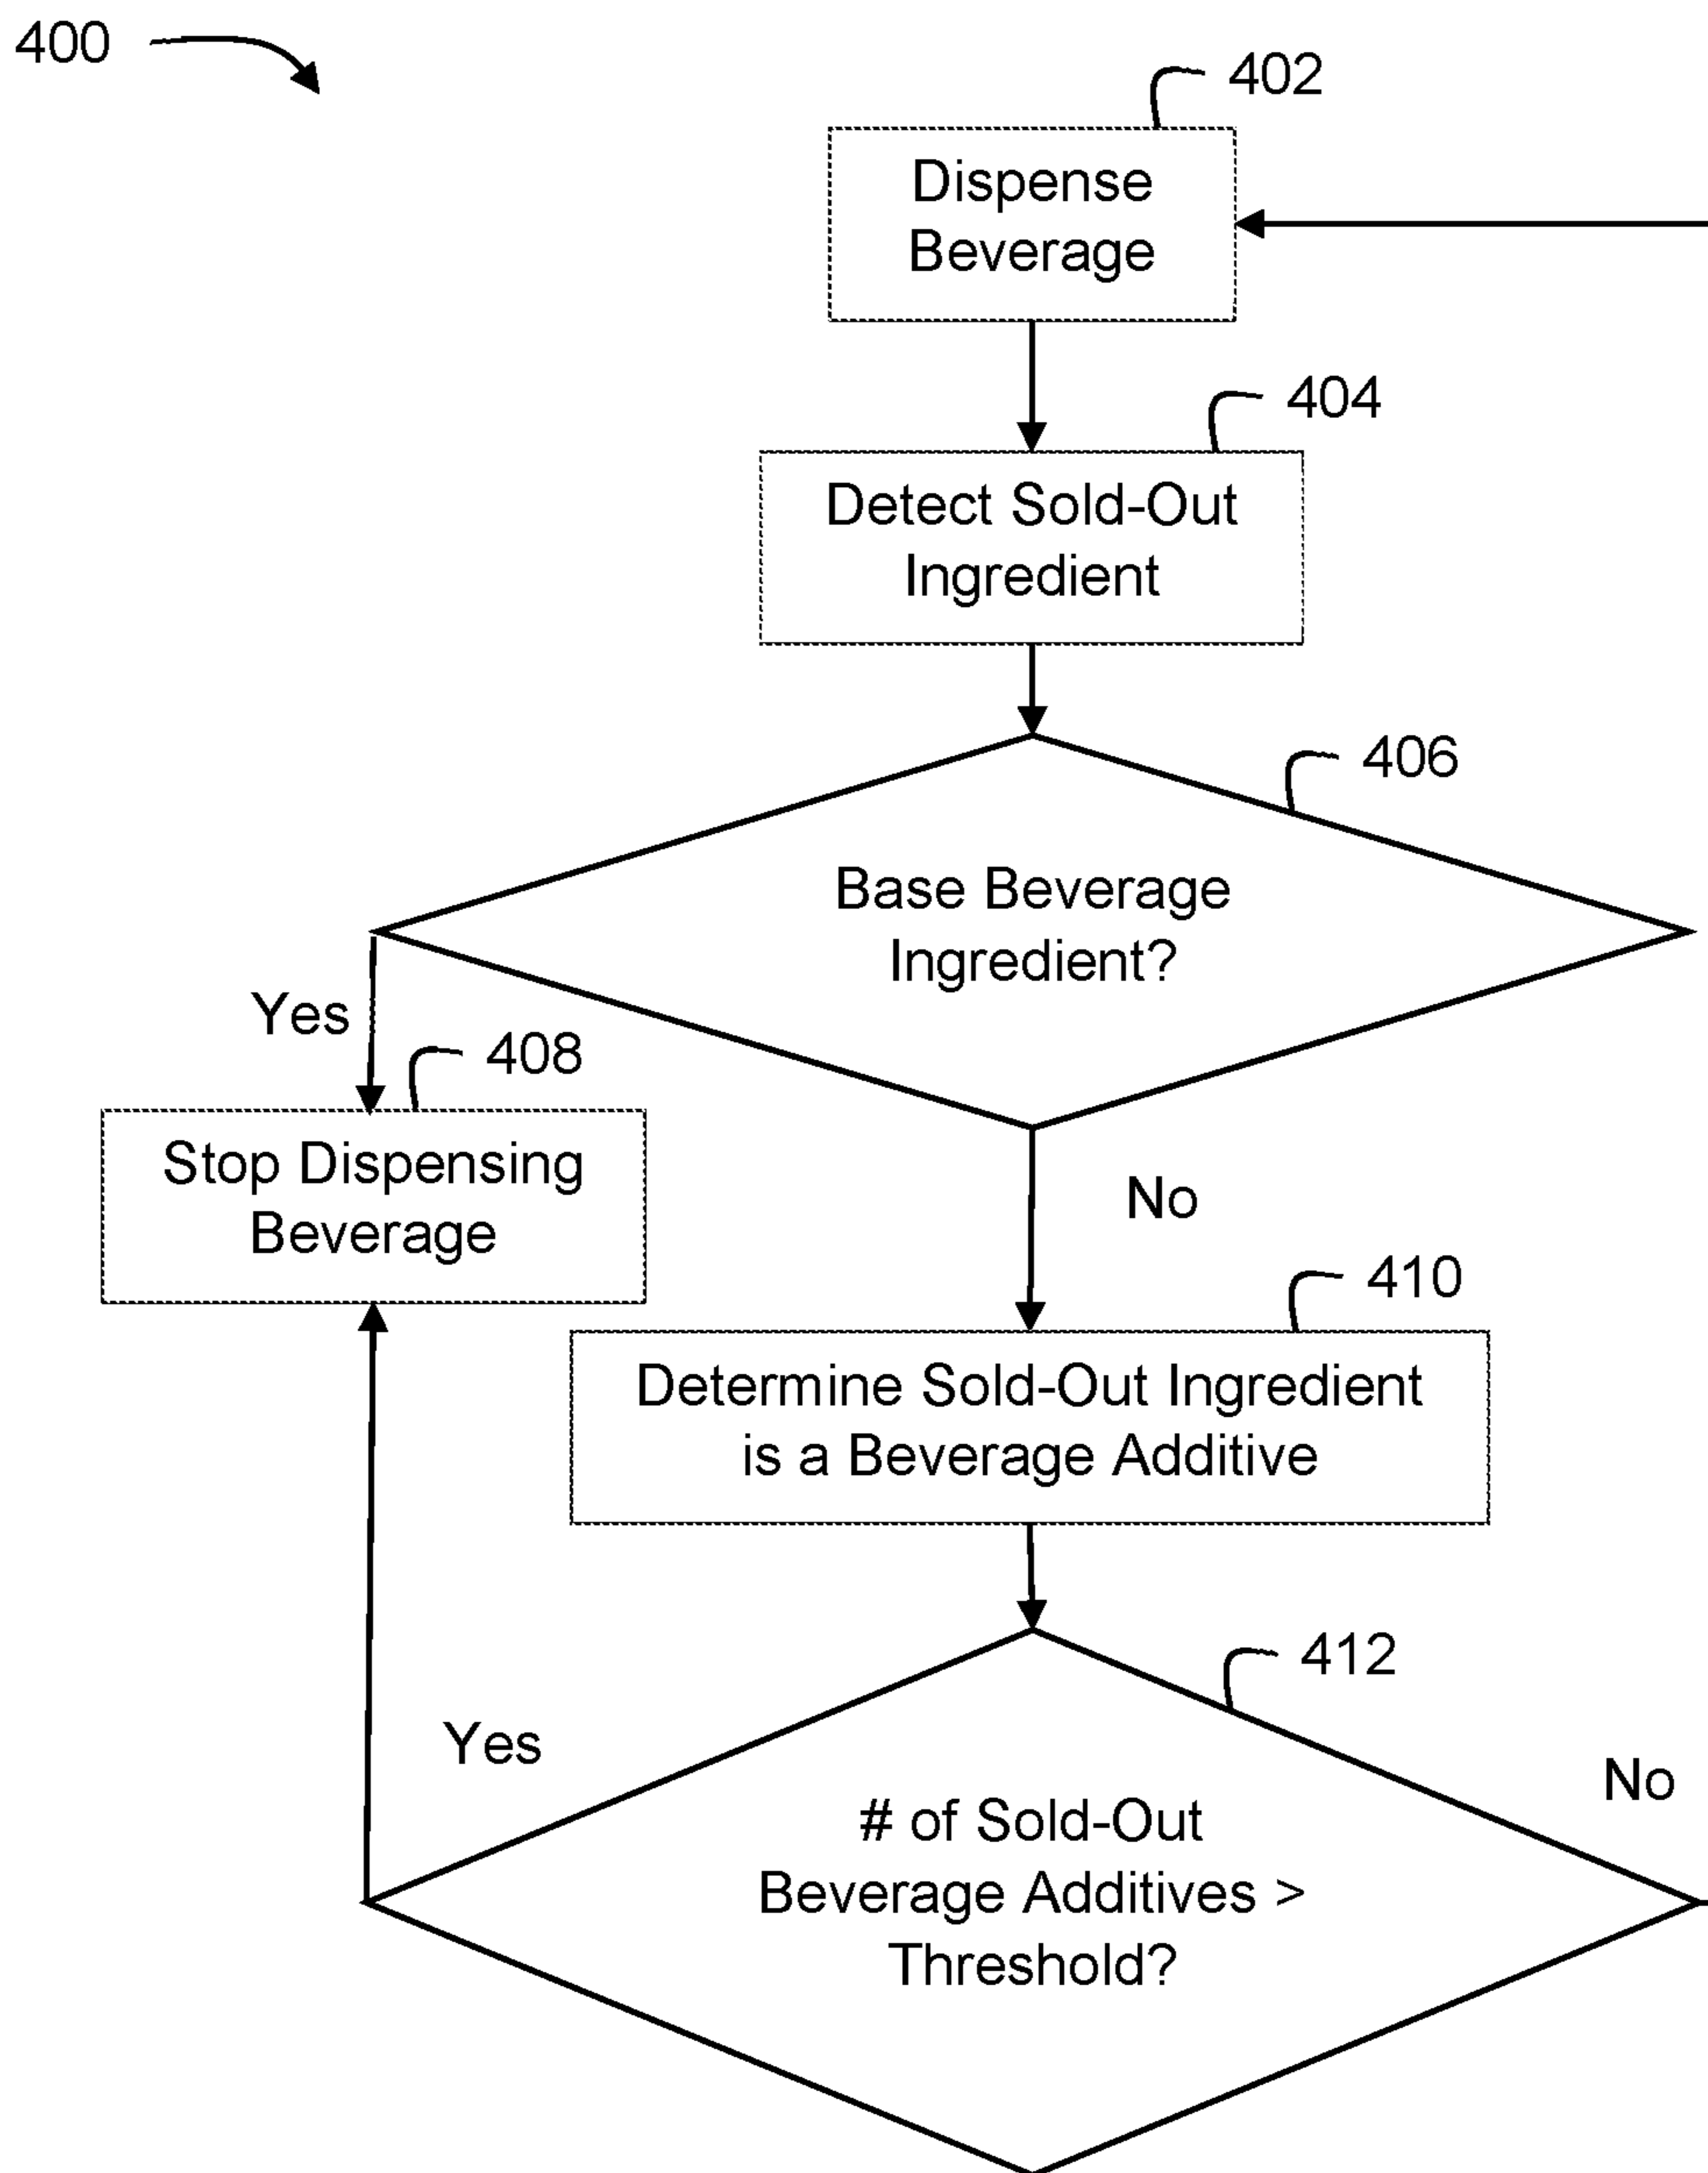 400
402
Dispense
Beverage
404
Detect Sold-Out
Ingredient
406
Base Beverage
Ingredient?
Yes
408
Stop Dispensing
Beverage
No
410
Determine Sold-Out Ingredient
is a Beverage Additive
412
Yes
No
# of Sold-Out
Beverage Additives >
Threshold?